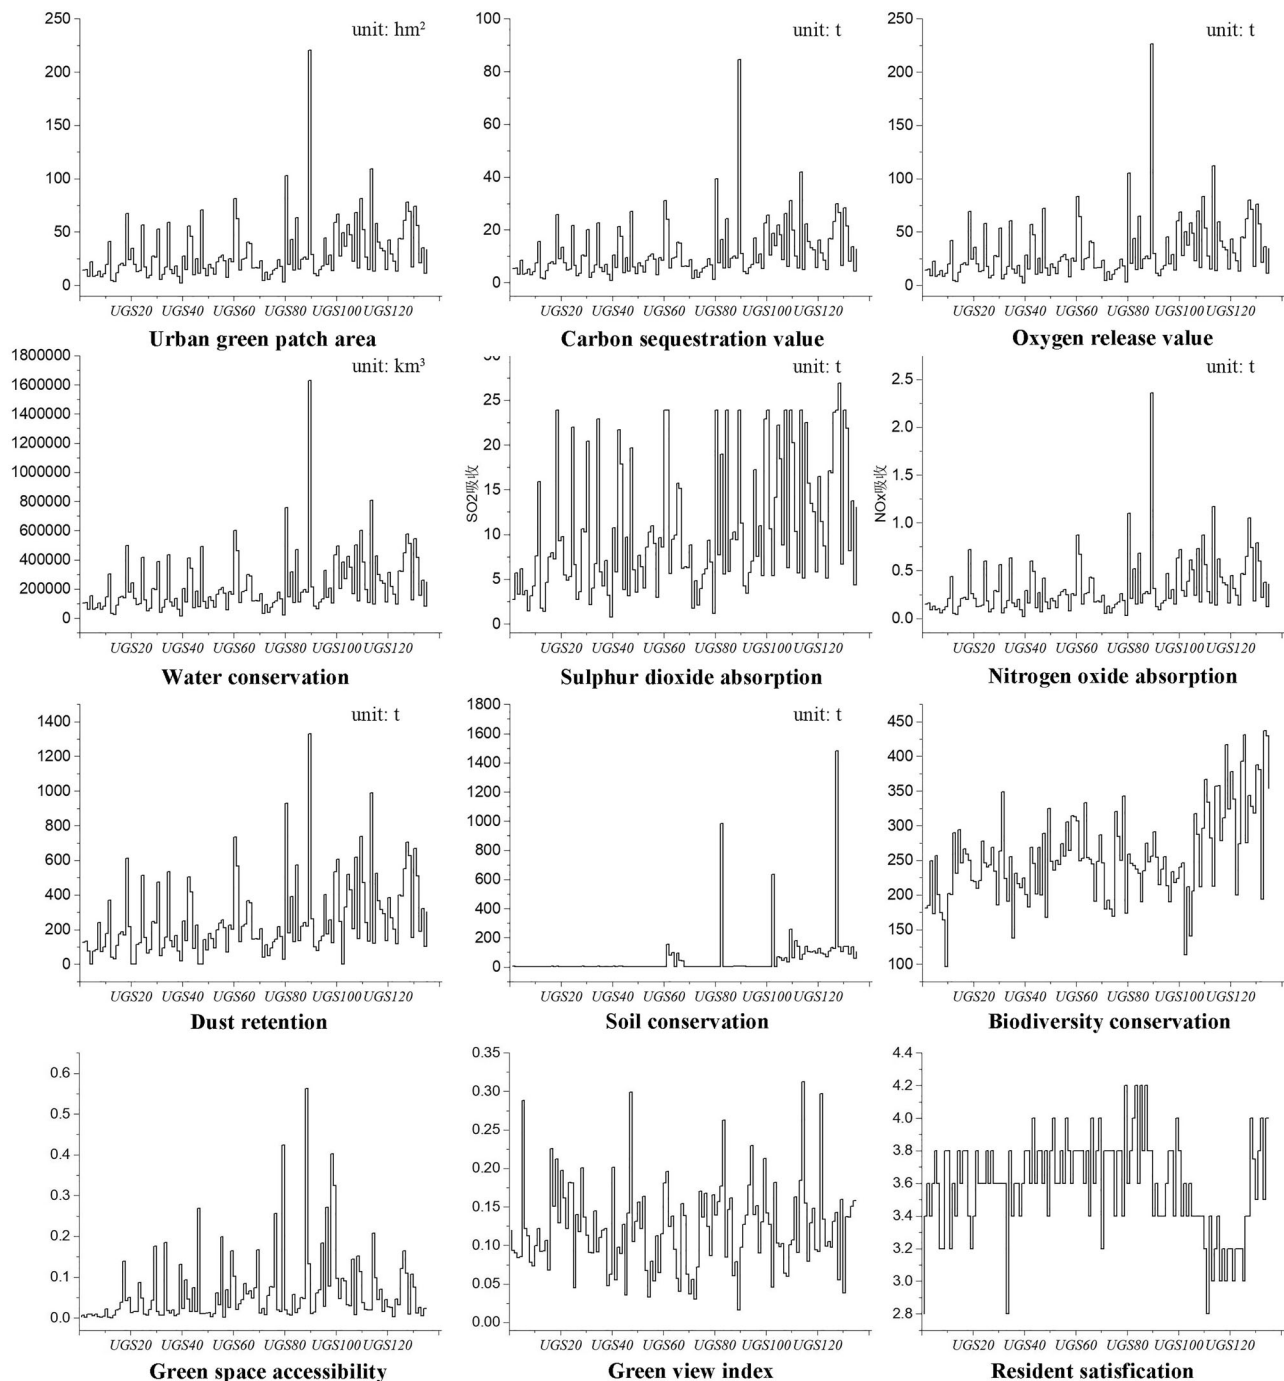 250
200
150
100
50
0
unit: hm²
UGS20 UGS40 UGS60 UGS80 UGS100 UGS120
Urban green patch area
100
80
60
40
20
0
unit: t
UGS20 UGS40 UGS60 UGS80 UGS100 UGS120
Carbon sequestration value
250
200
150
100
50
0
unit: t
UGS20 UGS40 UGS60 UGS80 UGS100 UGS120
Oxygen release value
1800000
1600000
1400000
1200000
1000000
800000
600000
400000
200000
0
unit: km³
UGS20 UGS40 UGS60 UGS80 UGS100 UGS120
Water conservation
30
25
20
15
10
5
0
SO2吸收
unit: t
UGS20 UGS40 UGS60 UGS80 UGS100 UGS120
Sulphur dioxide absorption
2.5
2.0
1.5
1.0
0.5
0.0
NOx吸收
unit: t
UGS20 UGS40 UGS60 UGS80 UGS100 UGS120
Nitrogen oxide absorption
1400
1200
1000
800
600
400
200
0
unit: t
UGS20 UGS40 UGS60 UGS80 UGS100 UGS120
Dust retention
1800
1600
1400
1200
1000
800
600
400
200
0
unit: t
UGS20 UGS40 UGS60 UGS80 UGS100 UGS120
Soil conservation
450
400
350
300
250
200
150
100
UGS20 UGS40 UGS60 UGS80 UGS100 UGS120
Biodiversity conservation
0.6
0.5
0.4
0.3
0.2
0.1
0.0
UGS20 UGS40 UGS60 UGS80 UGS100 UGS120
Green space accessibility
0.35
0.30
0.25
0.20
0.15
0.10
0.05
0.00
UGS20 UGS40 UGS60 UGS80 UGS100 UGS120
Green view index
4.4
4.2
4.0
3.8
3.6
3.4
3.2
3.0
2.8
UGS20 UGS40 UGS60 UGS80 UGS100 UGS120
Resident satisfication